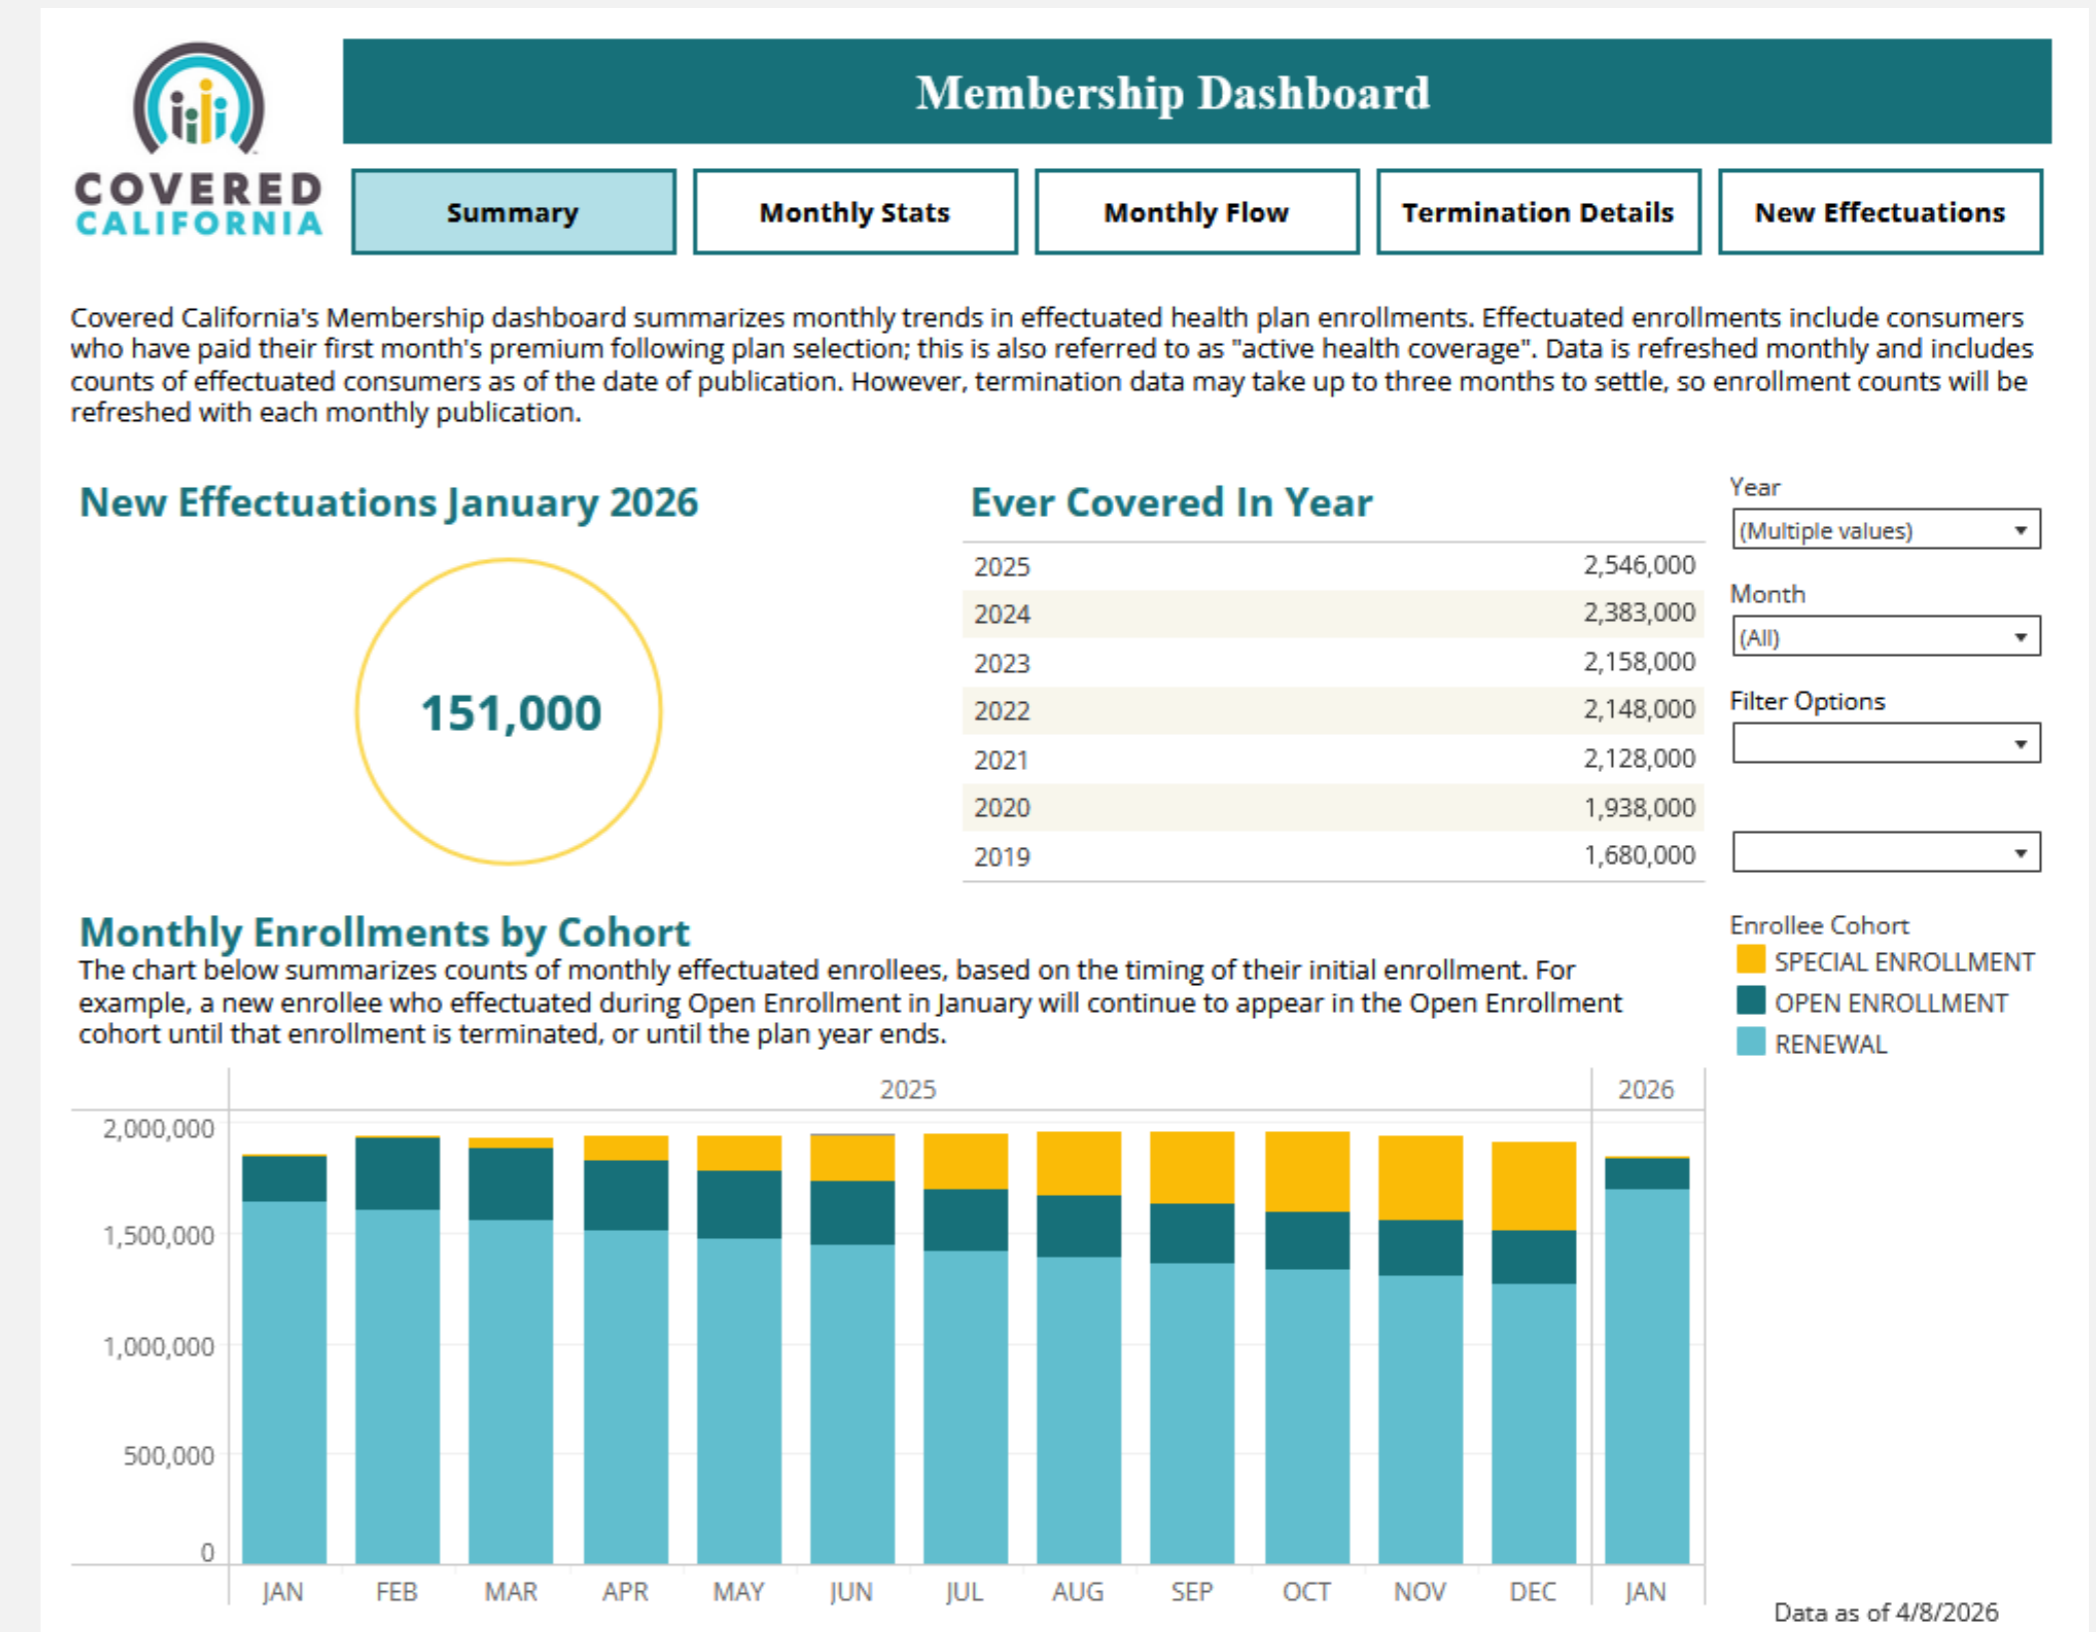 Membership Dashboard
COVERED
CALIFORNIA
Summary
Monthly Stats
Monthly Flow
Termination Details
New Effectuations
Covered California's Membership dashboard summarizes monthly trends in effectuated health plan enrollments. Effectuated enrollments include consumers
who have paid their first month's premium following plan selection; this is also referred to as "active health coverage". Data is refreshed monthly and includes
counts of effectuated consumers as of the date of publication. However, termination data may take up to three months to settle, so enrollment counts will be
refreshed with each monthly publication.
New Effectuations January 2026
151,000
Ever Covered In Year
2025 2,546,000
2024 2,383,000
2023 2,158,000
2022 2,148,000
2021 2,128,000
2020 1,938,000
2019 1,680,000
Year
(Multiple values)
Month
(All)
Filter Options
Monthly Enrollments by Cohort
The chart below summarizes counts of monthly effectuated enrollees, based on the timing of their initial enrollment. For
example, a new enrollee who effectuated during Open Enrollment in January will continue to appear in the Open Enrollment
cohort until that enrollment is terminated, or until the plan year ends.
Enrollee Cohort
SPECIAL ENROLLMENT
OPEN ENROLLMENT
RENEWAL
2025 2026
2,000,000
1,500,000
1,000,000
500,000
0
JAN FEB MAR APR MAY JUN JUL AUG SEP OCT NOV DEC JAN
Data as of 4/8/2026